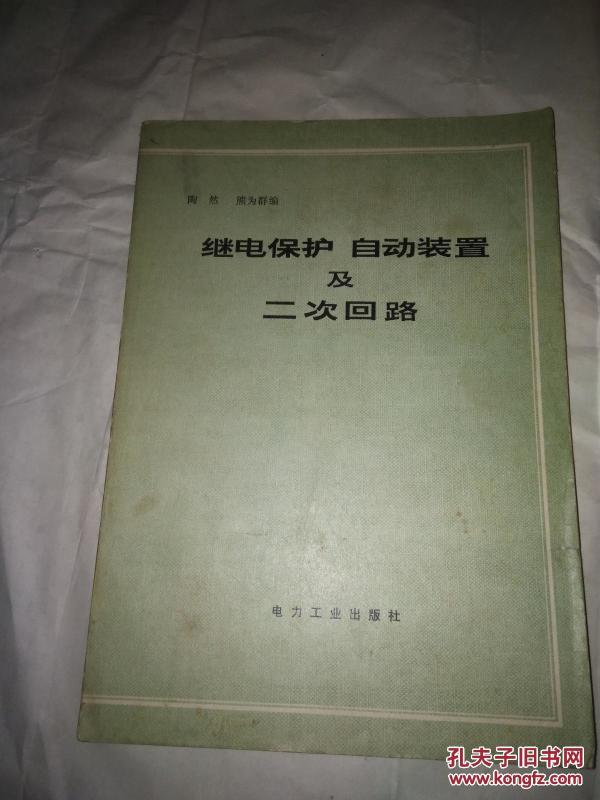 陶 然 熊为群编
继电保护 自动装置
及
二次回路
电力工业出版社
孔夫子旧书网
www.kongfz.com